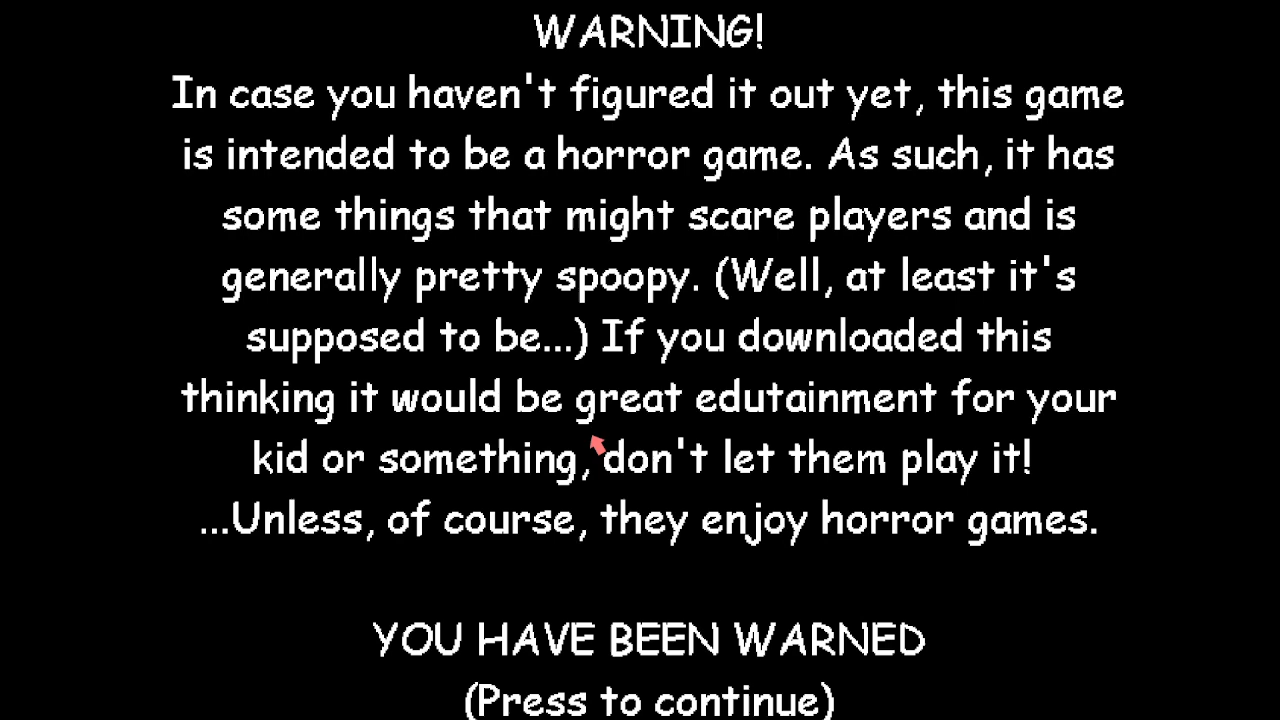 WARNING!
In case you haven't figured it out yet, this game
is intended to be a horror game. As such, it has
some things that might scare players and is
generally pretty spoopy. (Well, at least it's
supposed to be...) If you downloaded this
thinking it would be great edutainment for your
kid or something, don't let them play it!
...Unless, of course, they enjoy horror games.
YOU HAVE BEEN WARNED
(Press to continue)